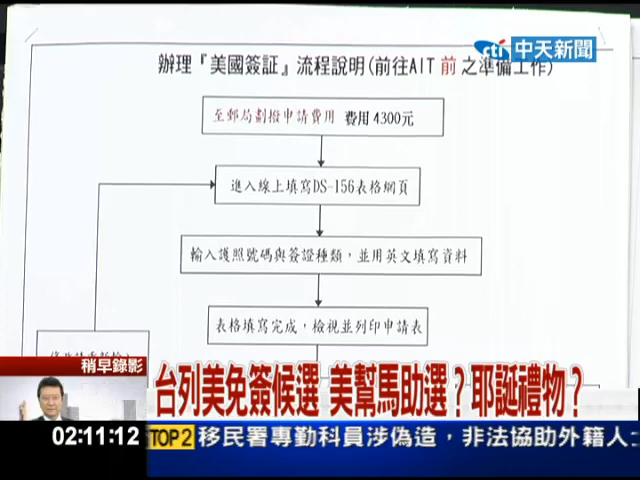 cti 中天新聞
辦理『美國簽証』流程說明(前往AIT 前 之準備工作)
至郵局劃撥申請費用 費用4300元
進入線上填寫DS-156表格網頁
輸入護照號碼與簽證種類，並用英文填寫資料
表格填寫完成，檢視並列印申請表
稍早錄影
台列美免簽候選 美幫馬助選？耶誕禮物？
02:11:12
TOP2 移民署專勤科員涉偽造，非法協助外籍人士